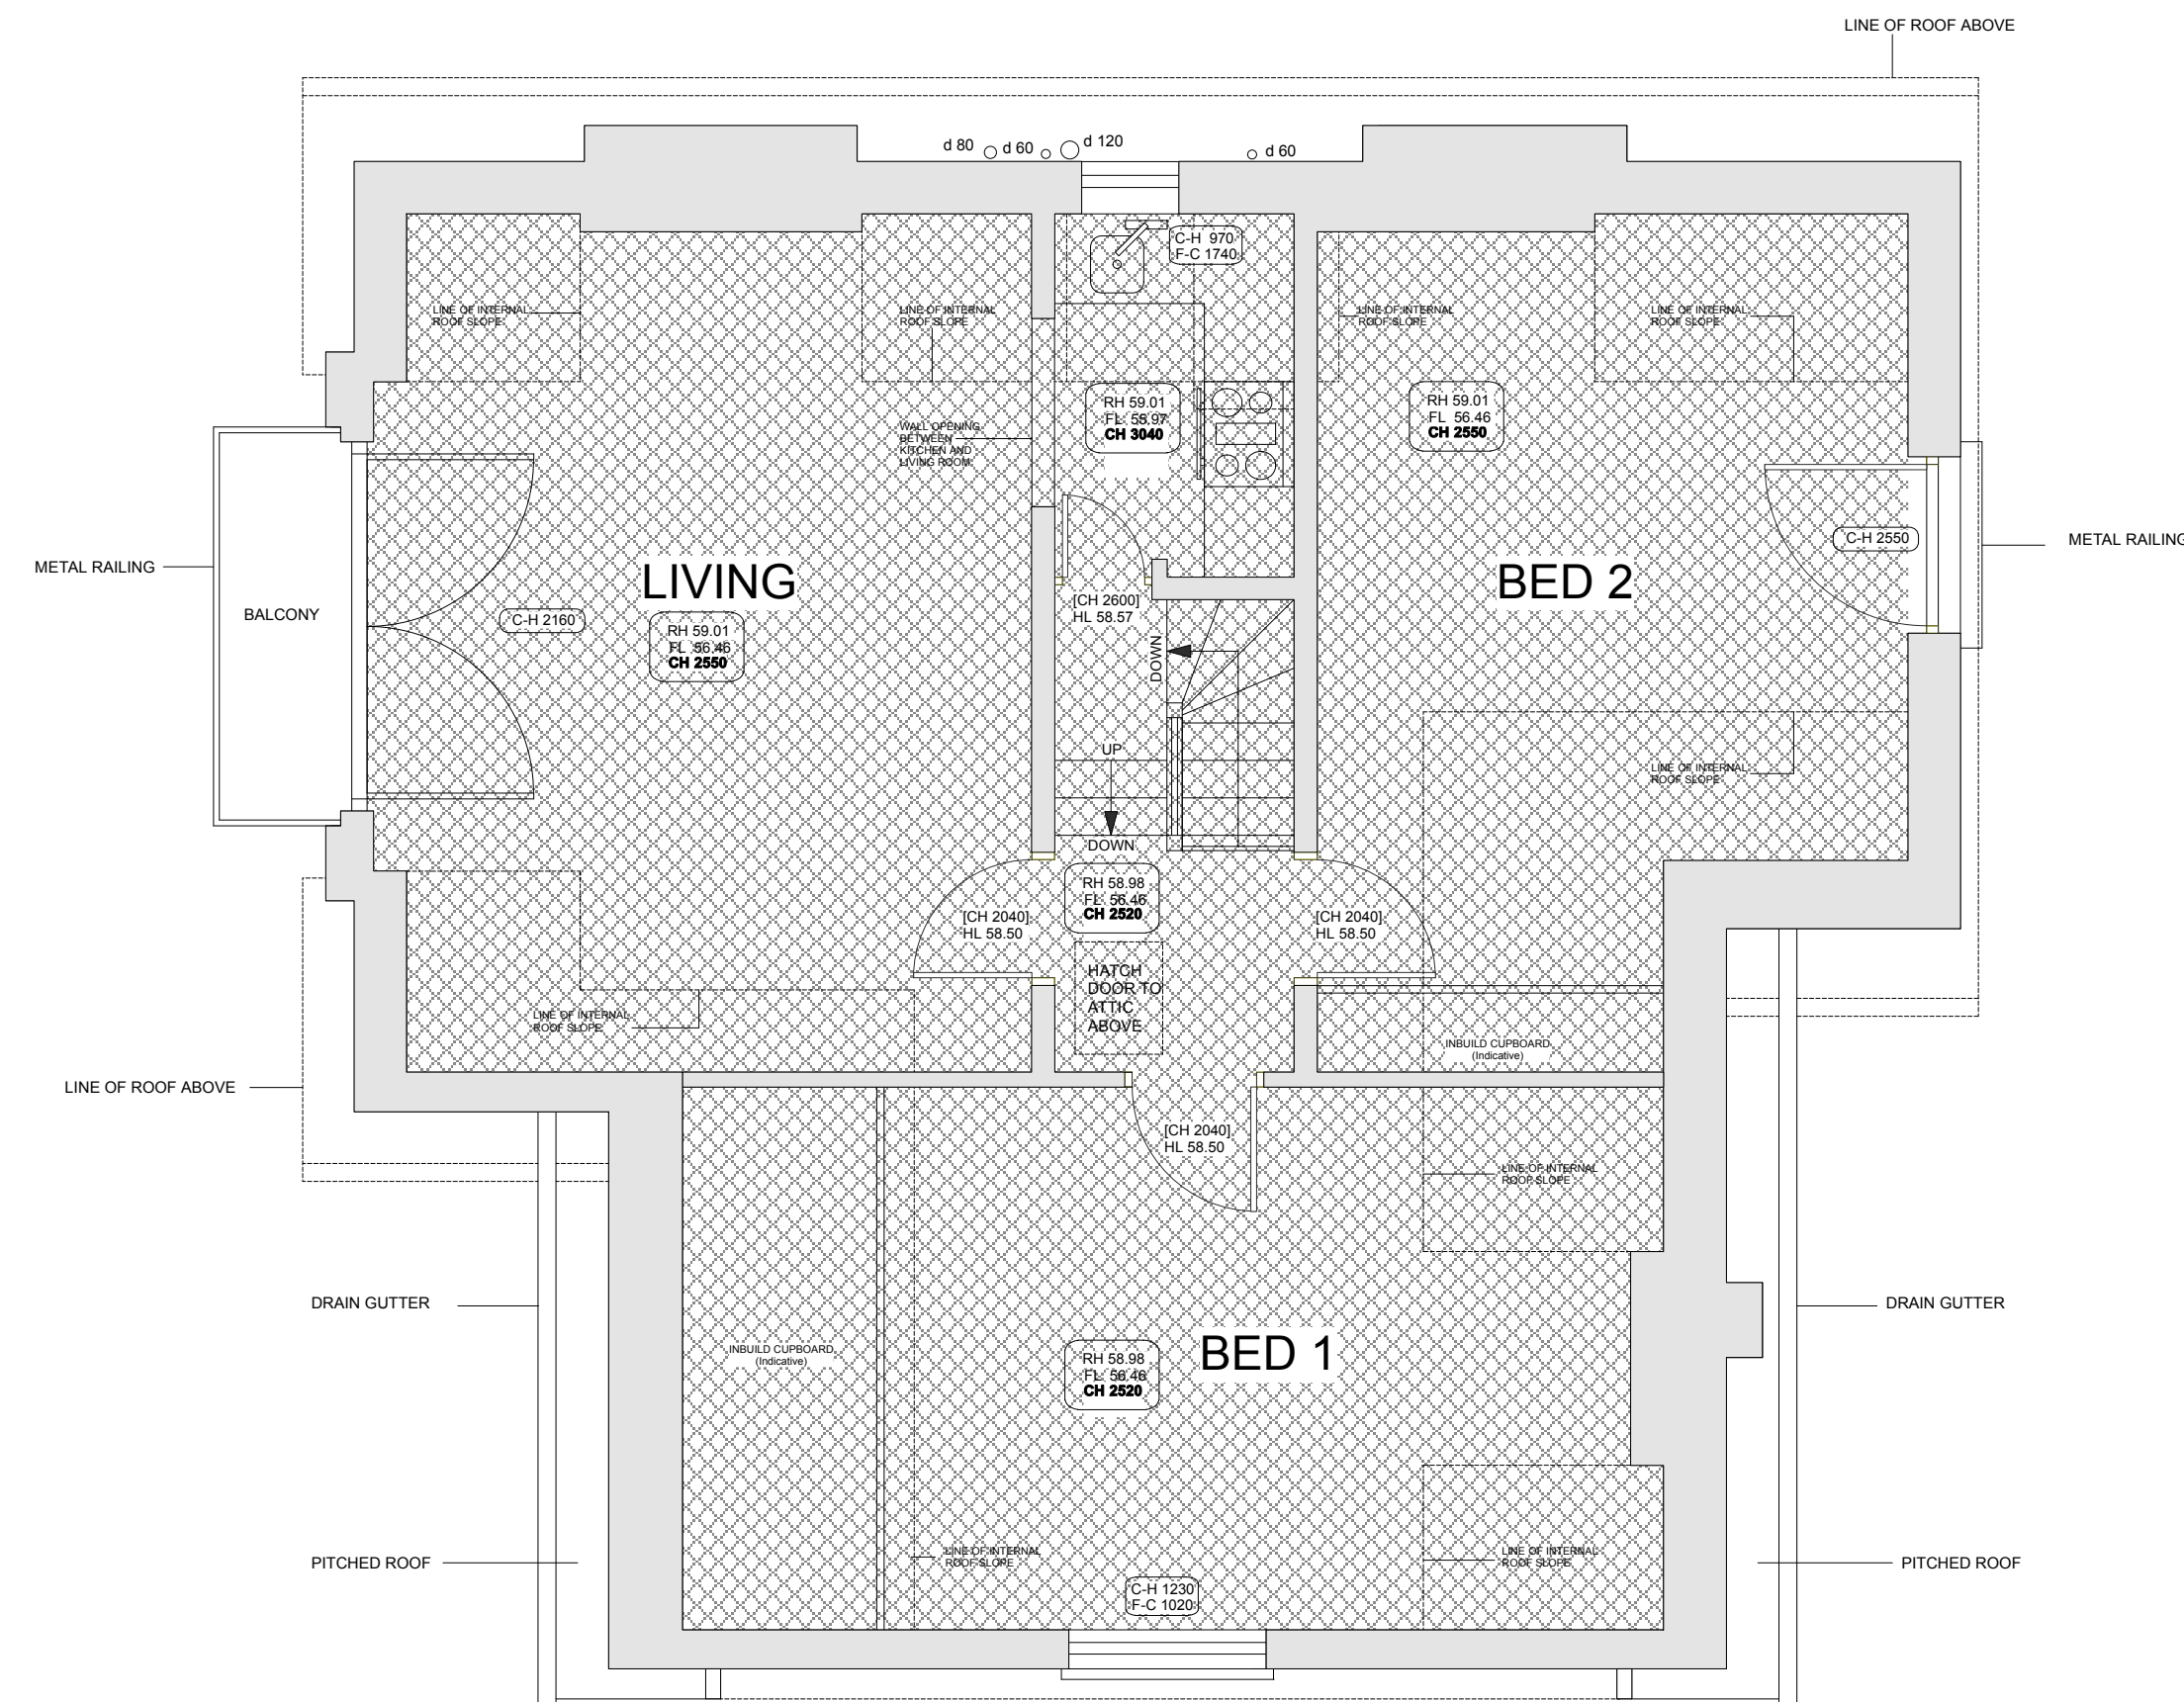 LINE OF ROOF ABOVE
d 80
d 60
d 120
d 60
C-H 970
F-C 1740
LINE OF INTERNAL
ROOF SLOPE
LINE OF INTERNAL
ROOF SLOPE
LINE OF INTERNAL
ROOF SLOPE
LINE OF INTERNAL
ROOF SLOPE
RH 59.01
FL 55.97
CH 3040
RH 59.01
FL 56.46
CH 2550
WALL OPENING
BETWEEN
KITCHEN AND
LIVING ROOM
METAL RAILING
BALCONY
C-H 2160
LIVING
RH 59.01
FL 56.46
CH 2550
[CH 2600]
HL 58.57
DOWN
BED 2
C-H 2550
METAL RAILING
UP
DOWN
LINE OF INTERNAL
ROOF SLOPE
RH 58.98
FL 56.46
CH 2520
[CH 2040]
HL 58.50
[CH 2040]
HL 58.50
HATCH
DOOR TO
ATTIC
ABOVE
LINE OF INTERNAL
ROOF SLOPE
INBUILD CUPBOARD
(Indicative)
LINE OF ROOF ABOVE
[CH 2040]
HL 58.50
LINE OF INTERNAL
ROOF SLOPE
DRAIN GUTTER
DRAIN GUTTER
INBUILD CUPBOARD
(Indicative)
RH 58.98
FL 56.46
CH 2520
BED 1
LINE OF INTERNAL
ROOF SLOPE
LINE OF INTERNAL
ROOF SLOPE
PITCHED ROOF
PITCHED ROOF
C-H 1230
F-C 1020